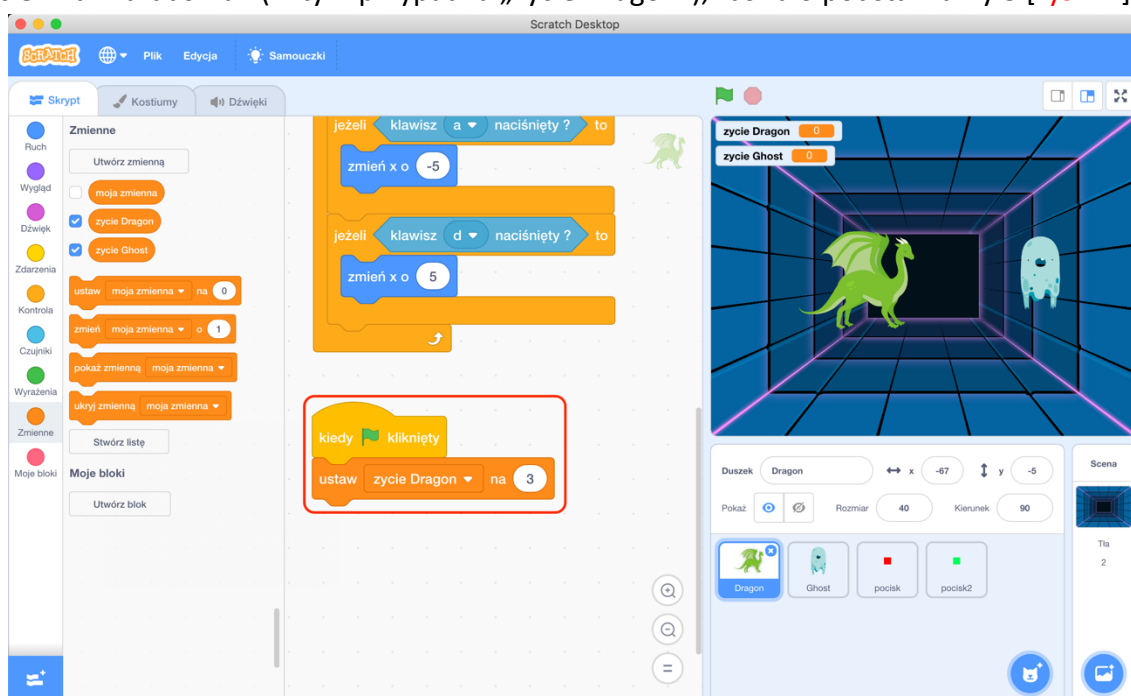 Scratch Desktop
SCRATCH
Plik
Edycja
Samouczki
Skrypt
Kostiumy
Dźwięki
Ruch
Wygląd
Dźwięk
Zdarzenia
Kontrola
Czujniki
Wyrażenia
Zmienne
Moje bloki
Zmienne
Utwórz zmienną
moja zmienna
zycie Dragon
zycie Ghost
ustaw moja zmienna na 0
zmień moja zmienna o 1
pokaż zmienną moja zmienna
ukryj zmienną moja zmienna
Stwórz listę
Moje bloki
Utwórz blok
jeżeli klawisz a naciśnięty ? to
zmień x o -5
jeżeli klawisz d naciśnięty ? to
zmień x o 5
kiedy kliknięty
ustaw zycie Dragon na 3
zycie Dragon 0
zycie Ghost 0
Duszek Dragon x -67 y -5
Pokaż Rozmiar 40 Kierunek 90
Dragon
Ghost
pocisk
pocisk2
Scena
Tła
2